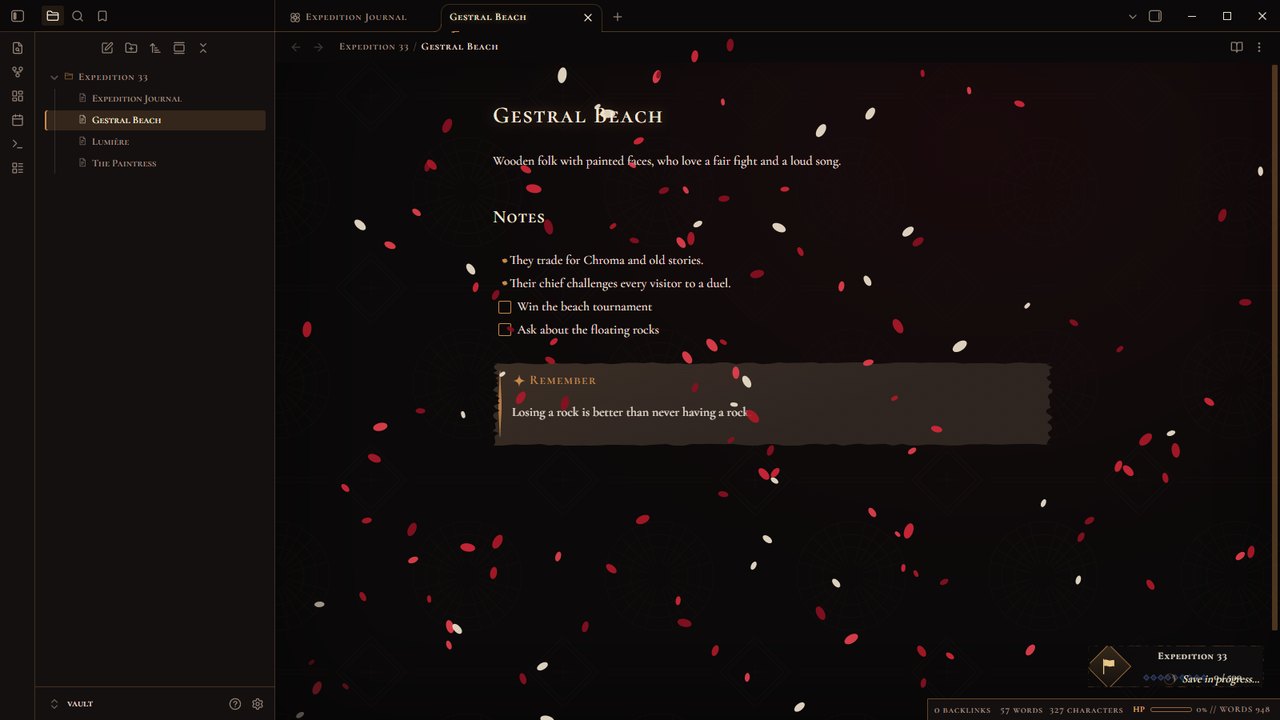 Expedition Journal
Gestral Beach
Expedition 33 / Gestral Beach
Expedition 33
Expedition Journal
Gestral Beach
Lumière
The Paintress
Gestral Beach
Wooden folk with painted faces, who love a fair fight and a loud song.
Notes
They trade for Chroma and old stories.
Their chief challenges every visitor to a duel.
Win the beach tournament
Ask about the floating rocks
Remember
Losing a rock is better than never having a rock
Expedition 33
Save in progress...
vault
0 backlinks 57 words 327 characters HP 0% // WORDS 948